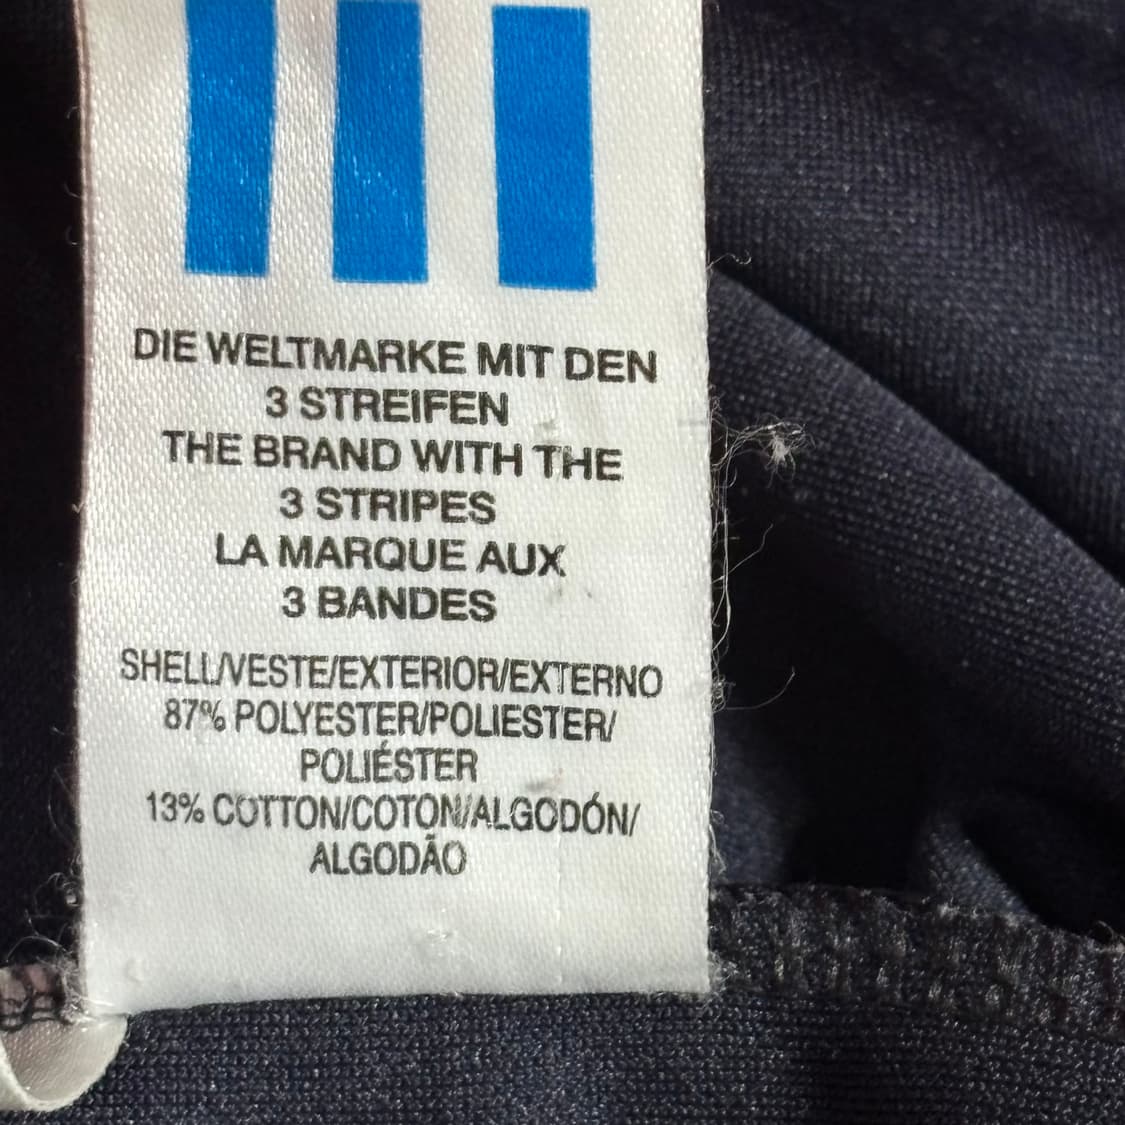 DIE WELTMARKE MIT DEN
3 STREIFEN
THE BRAND WITH THE
3 STRIPES
LA MARQUE AUX
3 BANDES
SHELL/VESTE/EXTERIOR/EXTERNO
87% POLYESTER/POLIESTER/
POLIÉSTER
13% COTTON/COTON/ALGODÓN/
ALGODÃO